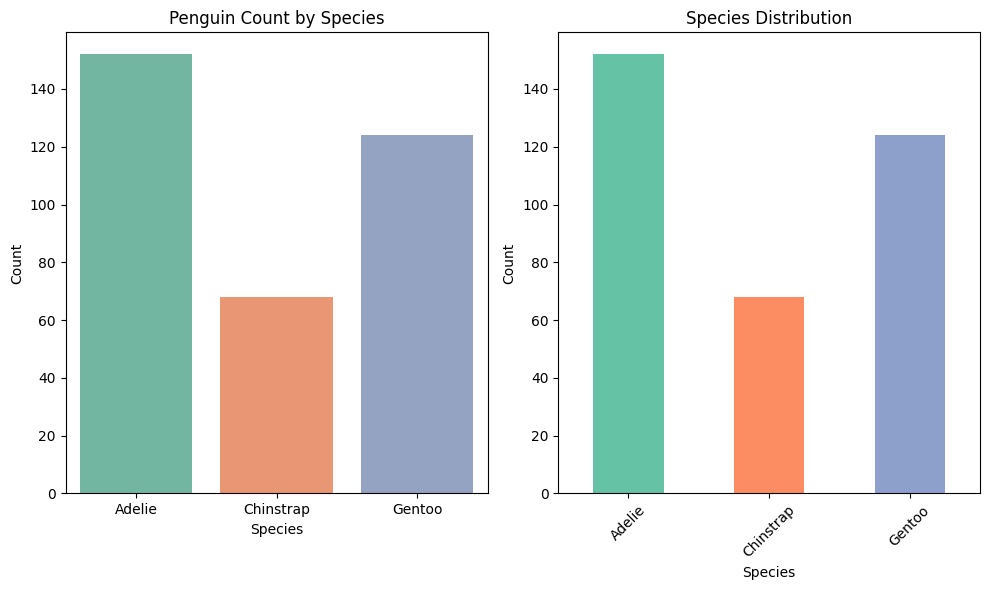 Penguin Count by Species
Count
140
120
100
80
60
40
20
0
Adelie Chinstrap Gentoo
Species
Species Distribution
Count
140
120
100
80
60
40
20
0
Adelie Chinstrap Gentoo
Species